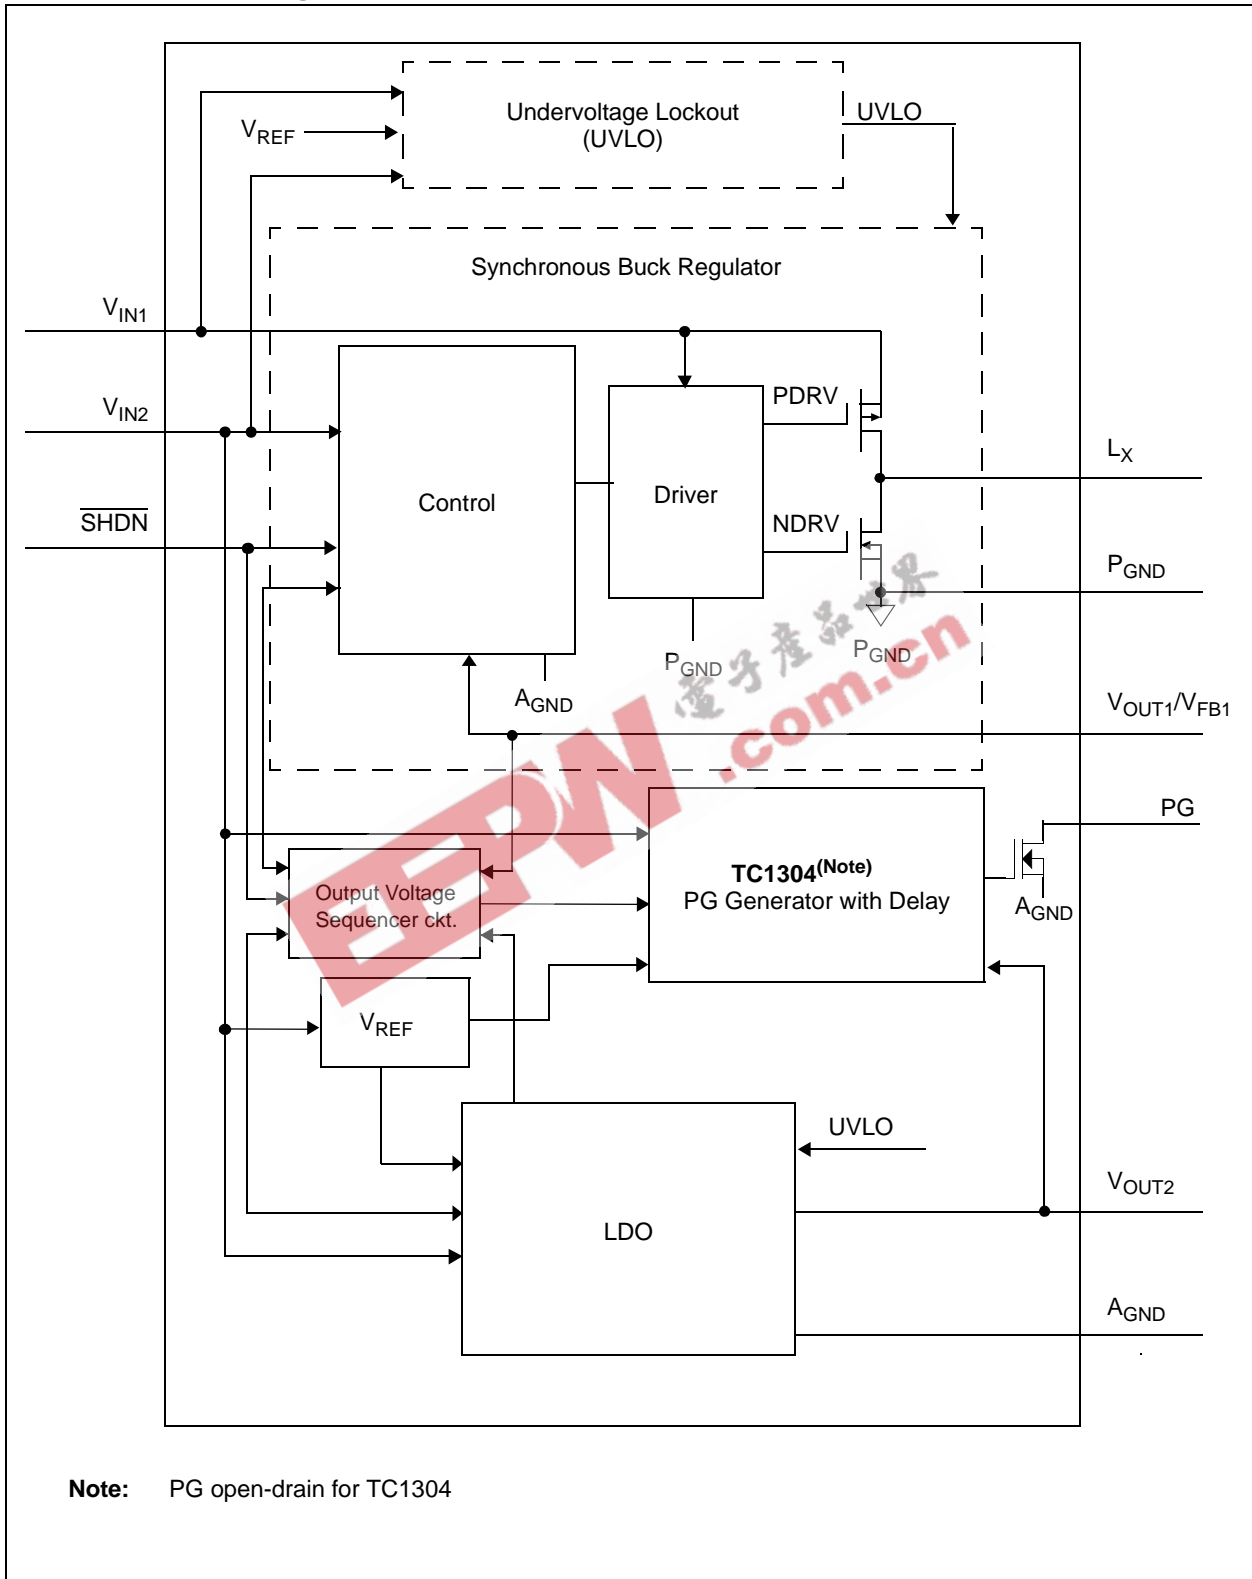 Undervoltage Lockout
(UVLO)
UVLO
VREF
Synchronous Buck Regulator
VIN1
VIN2
SHDN
Control
Driver
PDRV
NDRV
LX
PGND
PGND
PGND
AGND
VOUT1/VFB1
電子產品世界
EEPW.com.cn
PG
TC1304(Note)
PG Generator with Delay
AGND
Output Voltage
Sequencer ckt.
VREF
UVLO
LDO
VOUT2
AGND
Note: PG open-drain for TC1304